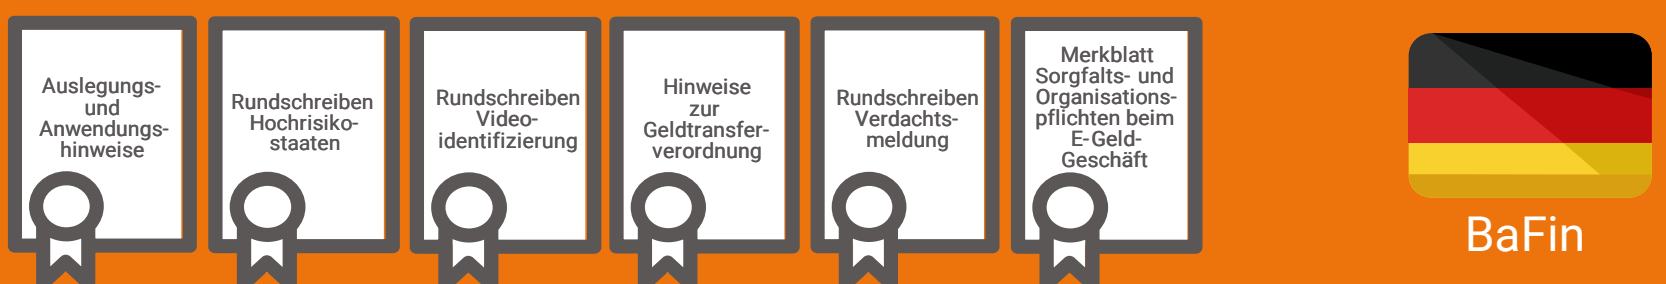 Auslegungs-
und
Anwendungs-
hinweise
Rundschreiben
Hochrisiko-
staaten
Rundschreiben
Video-
identifizierung
Hinweise
zur
Geldtransfer-
verordnung
Rundschreiben
Verdachts-
meldung
Merkblatt
Sorgfalts- und
Organisations-
pflichten beim
E-Geld-
Geschäft
BaFin